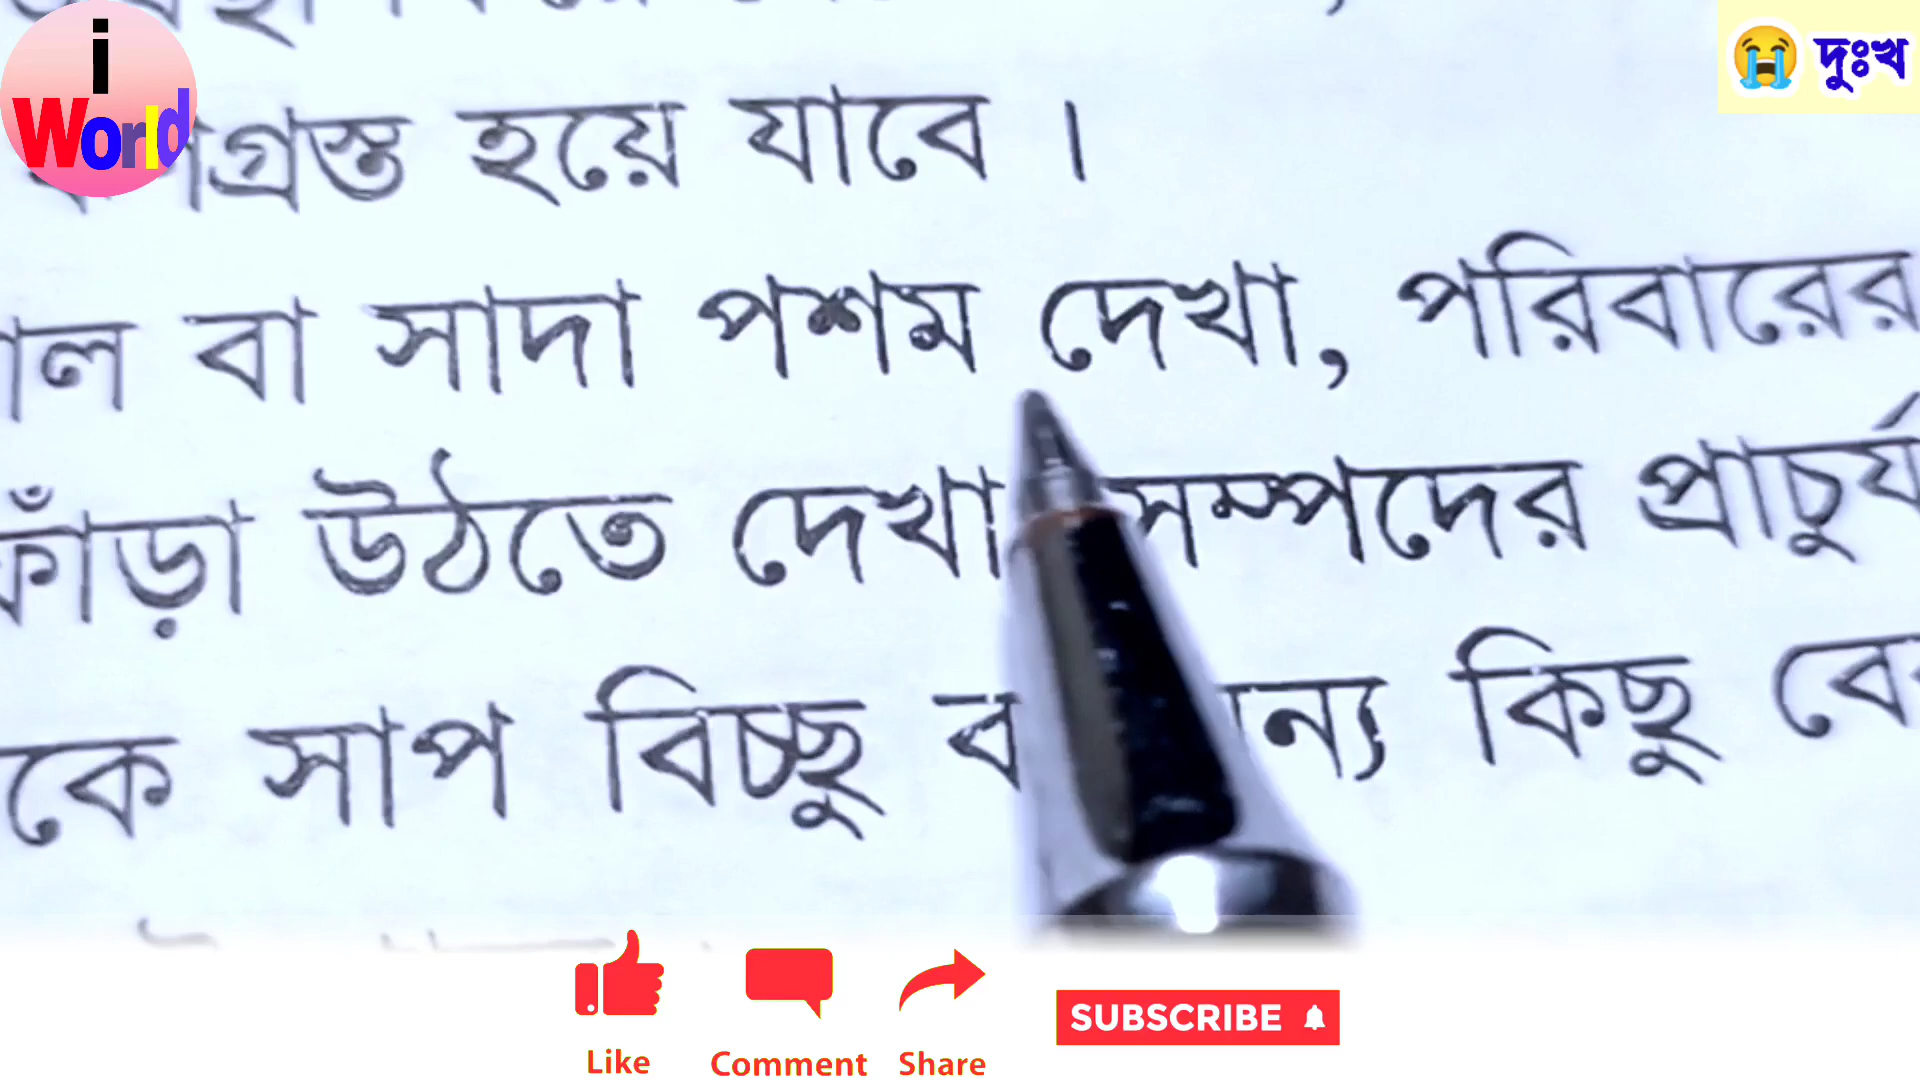 i
World
😭 দুঃখ
গ্রস্ত হয়ে যাবে ।
বা সাদা পশম দেখা, পরিবারের
উঠতে দেখা সম্পদের প্রাচুর্য
কে সাপ বিচ্ছু কিছু
Like Comment Share
SUBSCRIBE